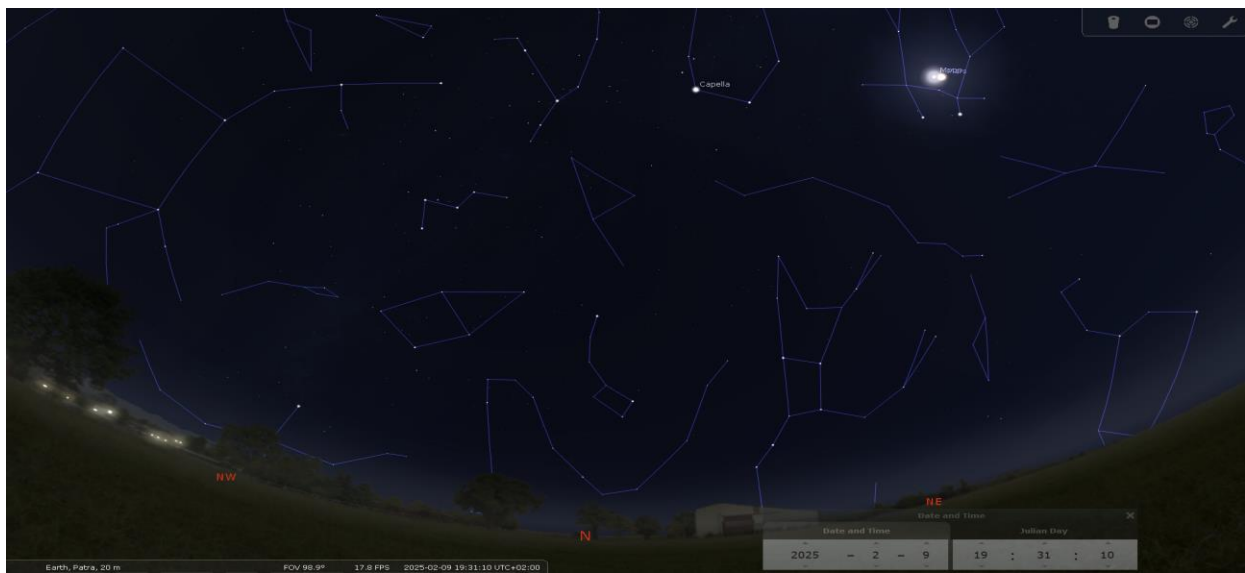 Capella
NW
N
NE
Date and Time
Date and Time
Julian Day
2025 - 2 - 9
19 : 31 : 10
Earth, Patra, 20 m
FOV 98.9°
17.8 FPS
2025-02-09 19:31:10 UTC+02:00